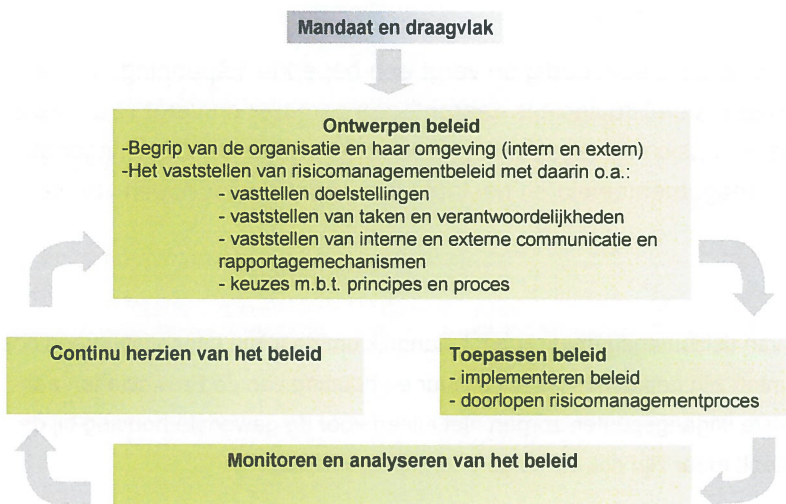 Mandaat en draagvlak
Ontwerpen beleid
-Begrip van de organisatie en haar omgeving (intern en extern)
-Het vaststellen van risicomanagementbeleid met daarin o.a.:
- vasttellen doelstellingen
- vaststellen van taken en verantwoordelijkheden
- vaststellen van interne en externe communicatie en
rapportagemechanismen
- keuzes m.b.t. principes en proces
Continu herzien van het beleid
Toepassen beleid
- implementeren beleid
- doorlopen risicomanagementproces
Monitoren en analyseren van het beleid